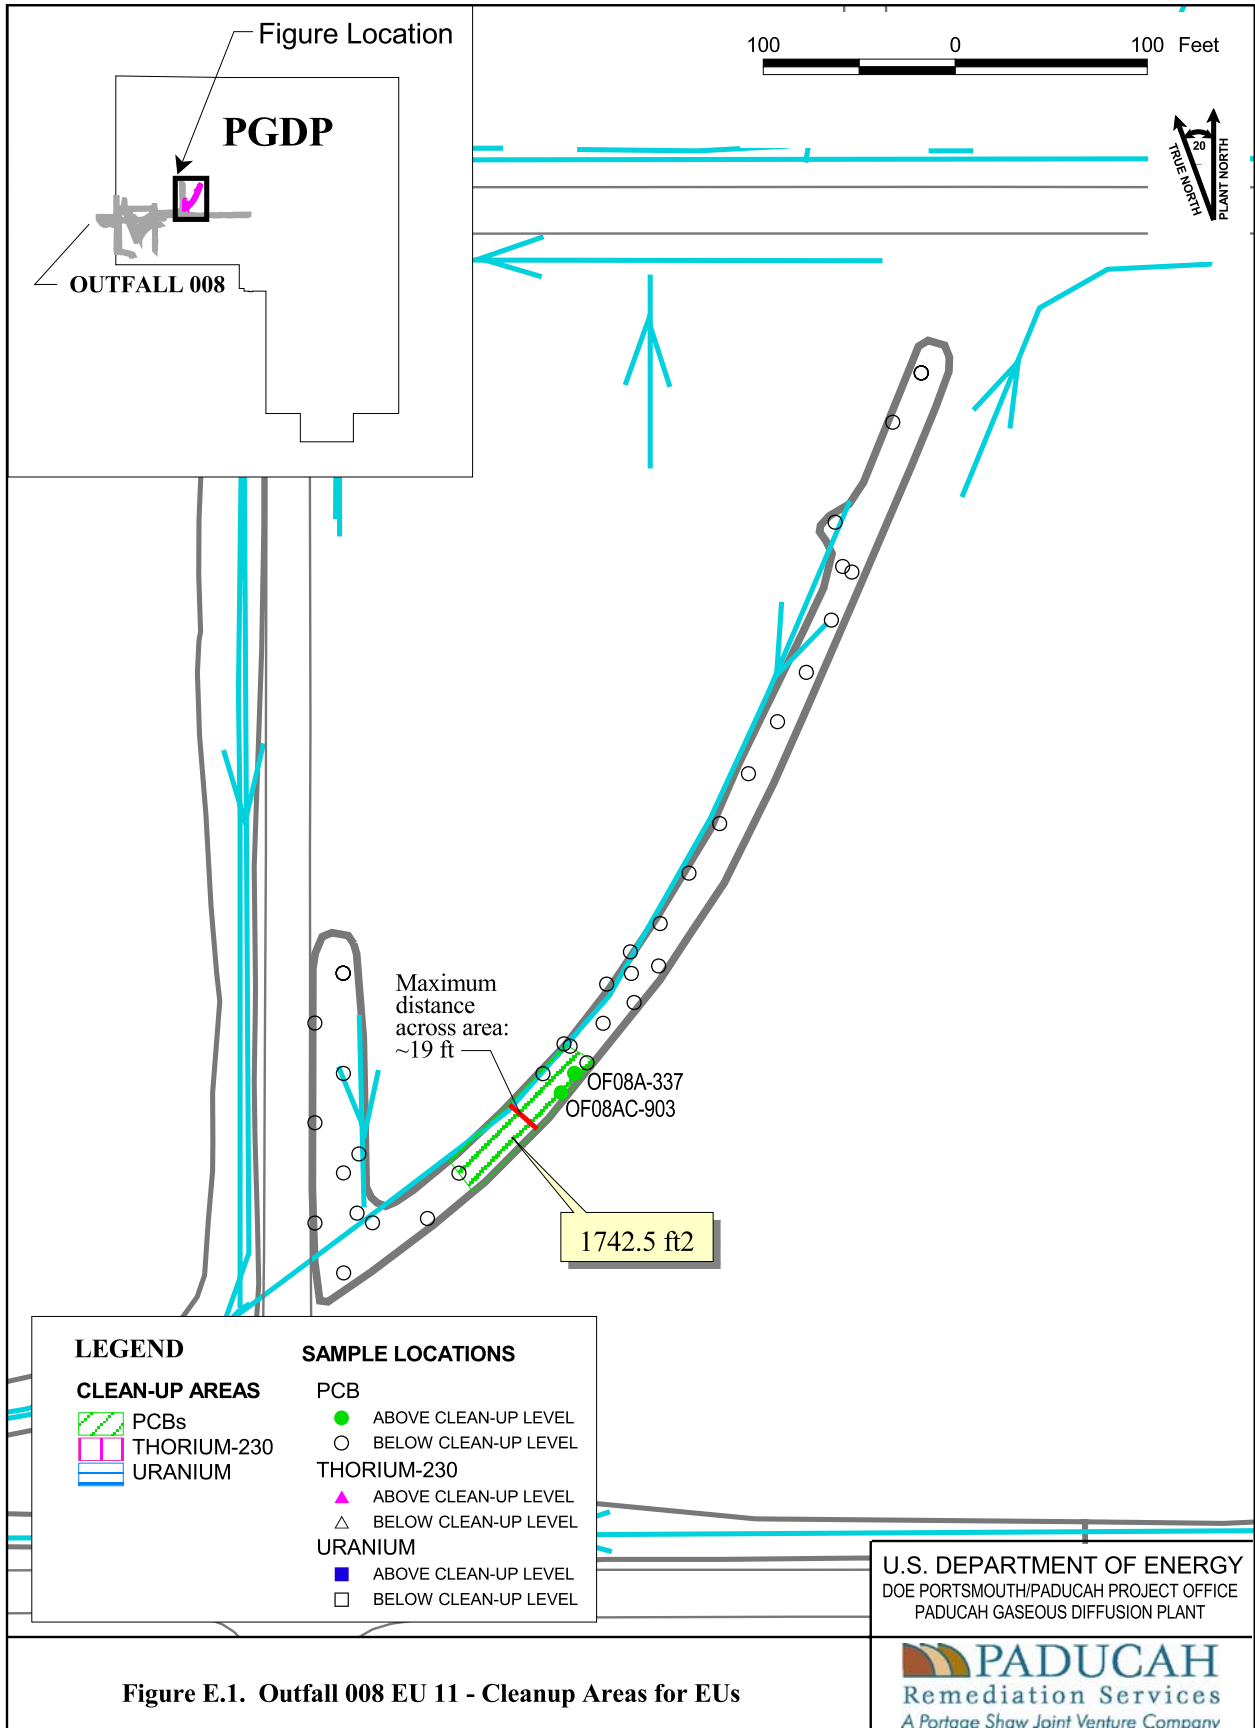 Figure Location
PGDP
OUTFALL 008
100 0 100 Feet
20
TRUE NORTH
PLANT NORTH
Maximum
distance
across area:
~19 ft
OF08A-337
OF08AC-903
1742.5 ft2
LEGEND
CLEAN-UP AREAS
PCBs
THORIUM-230
URANIUM
SAMPLE LOCATIONS
PCB
ABOVE CLEAN-UP LEVEL
BELOW CLEAN-UP LEVEL
THORIUM-230
ABOVE CLEAN-UP LEVEL
BELOW CLEAN-UP LEVEL
URANIUM
ABOVE CLEAN-UP LEVEL
BELOW CLEAN-UP LEVEL
U.S. DEPARTMENT OF ENERGY
DOE PORTSMOUTH/PADUCAH PROJECT OFFICE
PADUCAH GASEOUS DIFFUSION PLANT
Figure E.1. Outfall 008 EU 11 - Cleanup Areas for EUs
PADUCAH
Remediation Services
A Portage Shaw Joint Venture Company